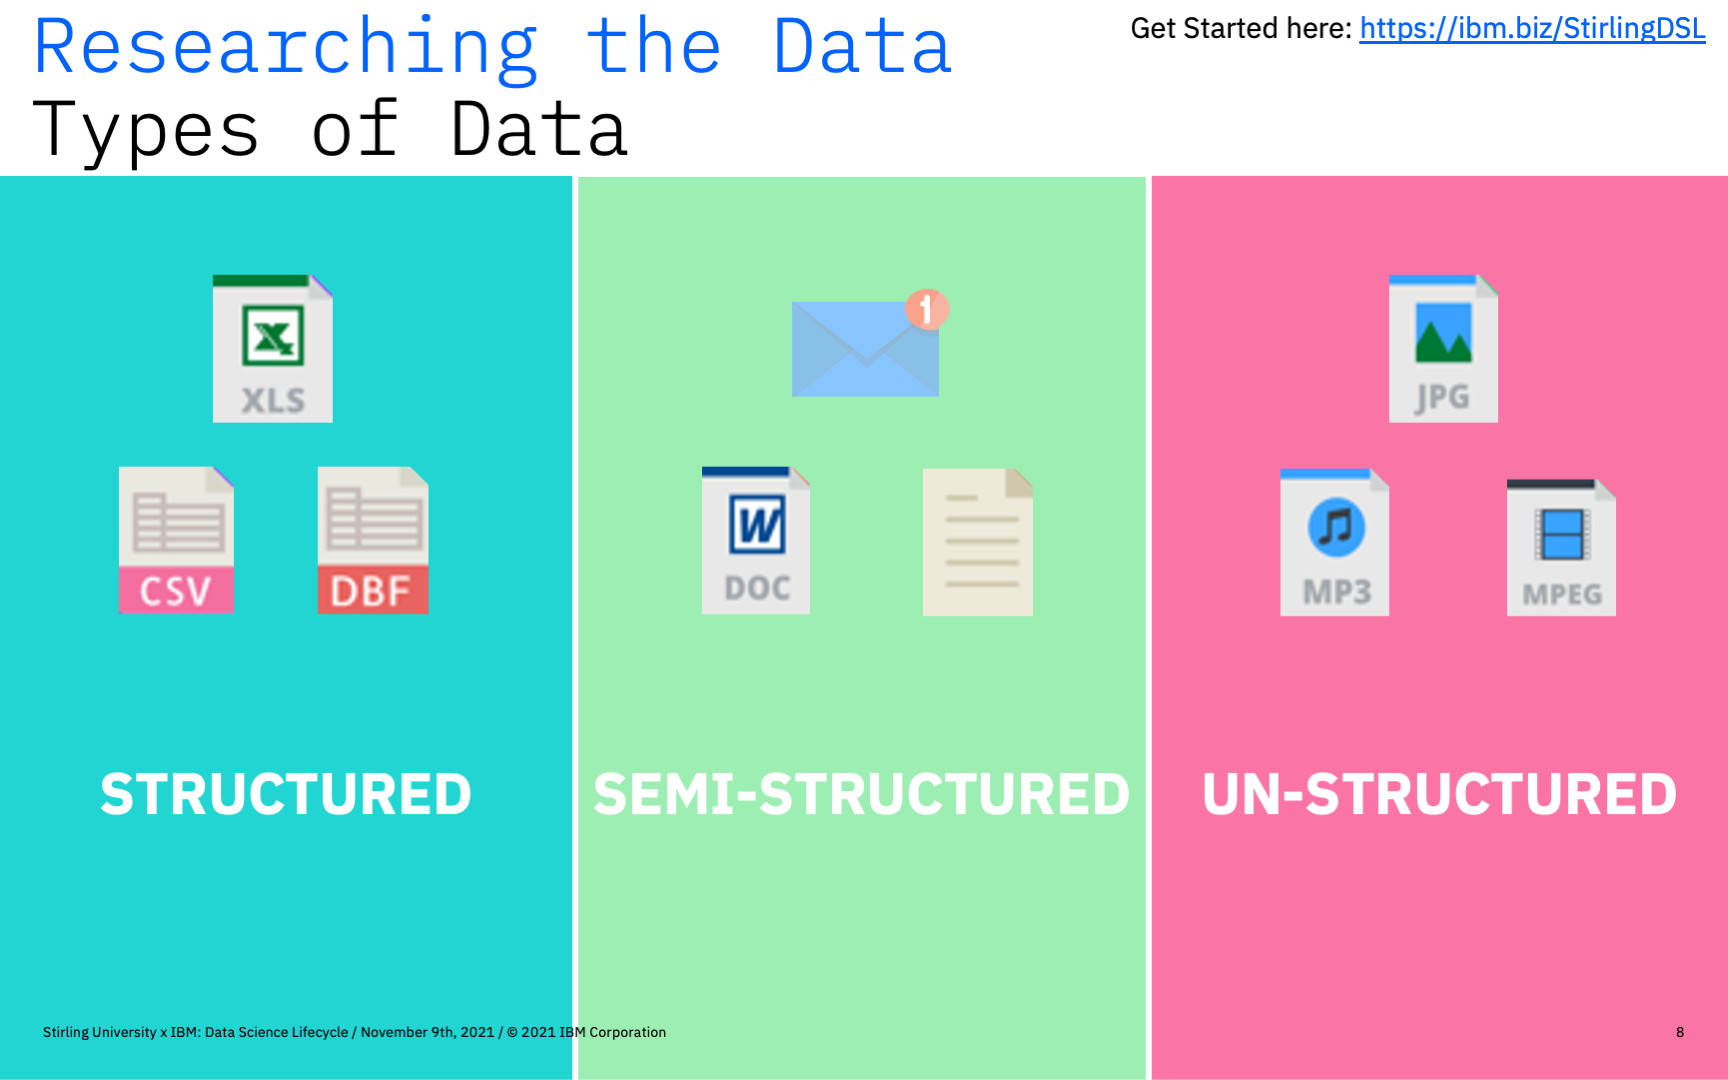 Researching the Data
Types of Data
Get Started here: https://ibm.biz/StirlingDSL
XLS
CSV
DBF
STRUCTURED
1
W
DOC
SEMI-STRUCTURED
JPG
MP3
MPEG
UN-STRUCTURED
Stirling University x IBM: Data Science Lifecycle / November 9th, 2021 / © 2021 IBM Corporation
8